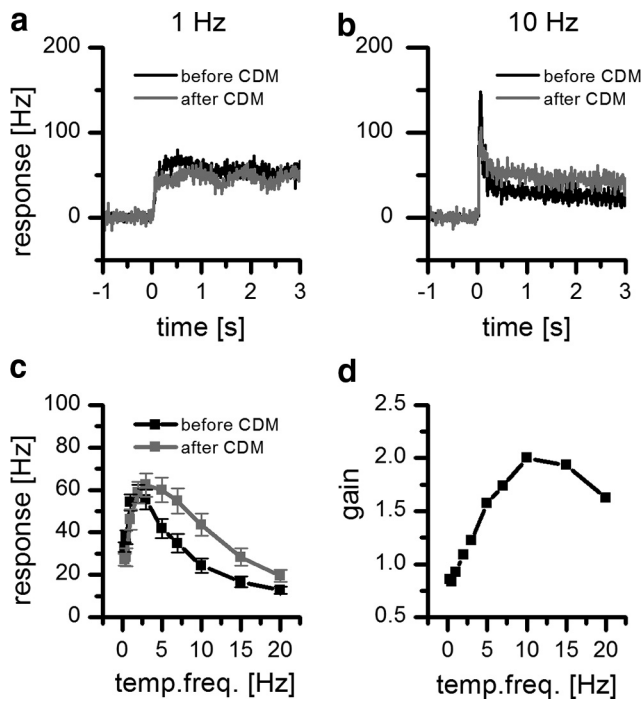 a
1 Hz
200
100
0
response [Hz]
before CDM
after CDM
-1 0 1 2 3
time [s]
b
10 Hz
200
100
0
before CDM
after CDM
-1 0 1 2 3
time [s]
c
100
80
60
40
20
0
response [Hz]
before CDM
after CDM
0 5 10 15 20
temp.freq. [Hz]
d
2.5
2.0
1.5
1.0
0.5
gain
0 5 10 15 20
temp.freq. [Hz]